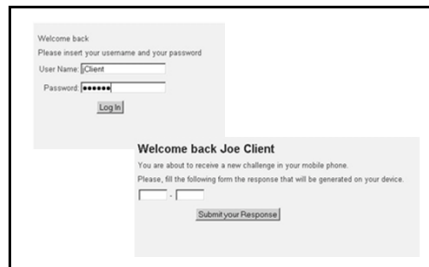 Welcome back
Please insert your username and your password
User Name: jClient
Password: ••••••
Log In
Welcome back Joe Client
You are about to receive a new challenge in your mobile phone.
Please, fill the following form the response that will be generated on your device.
-
Submit your Response